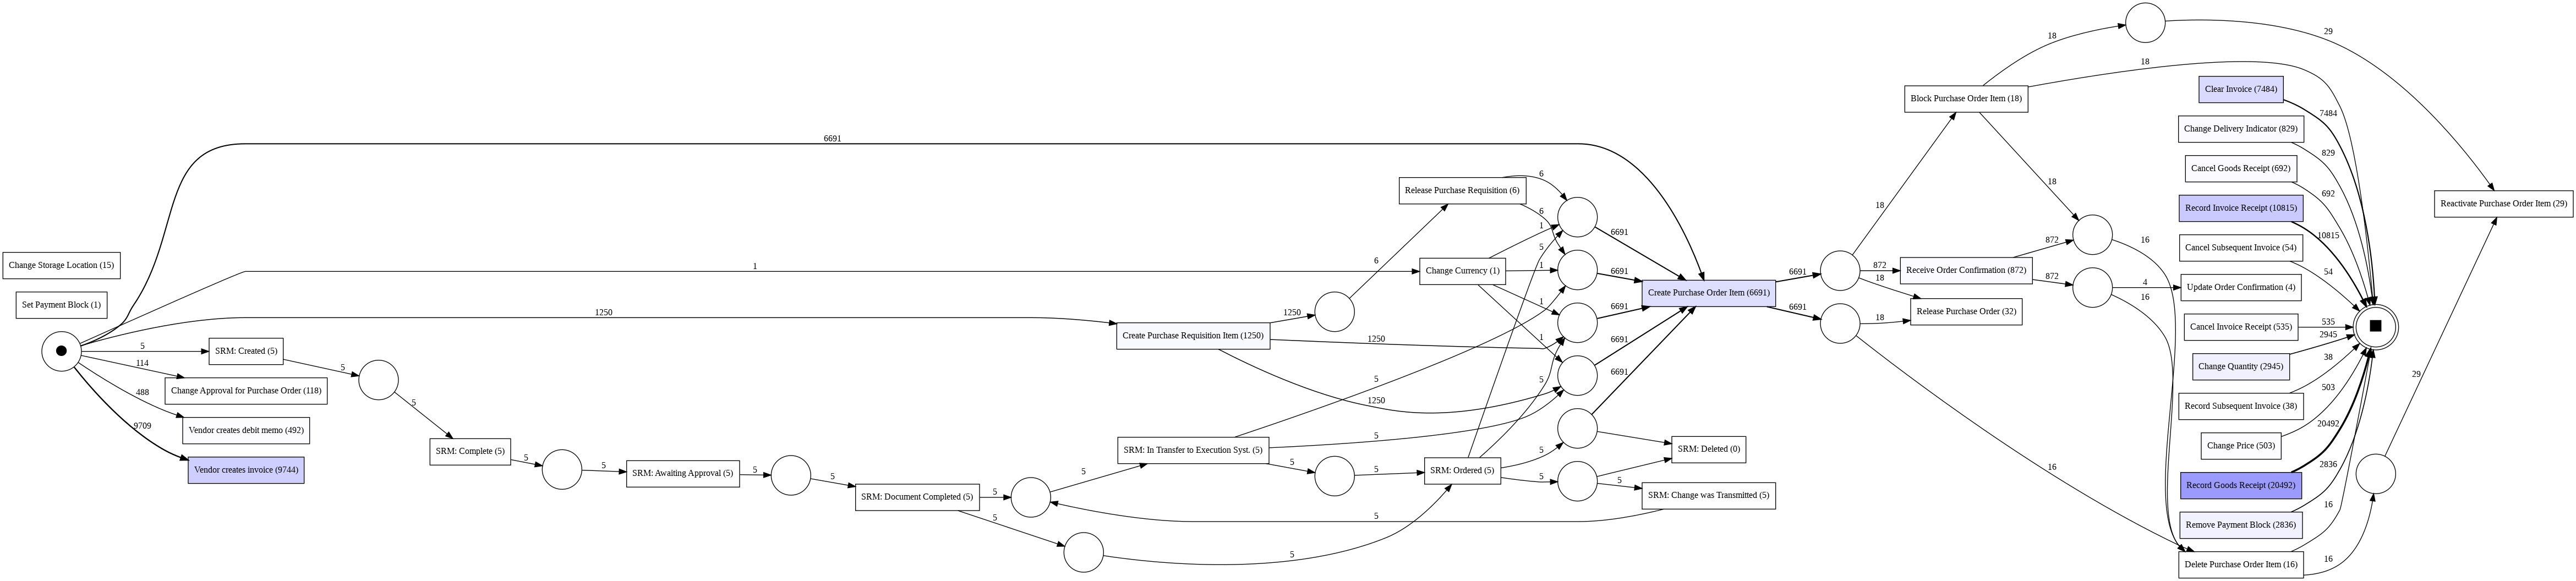 Change Storage Location (15)
Set Payment Block (1)
6691
1
1250
5
114
488
9709
SRM: Created (5)
Change Approval for Purchase Order (118)
Vendor creates debit memo (492)
Vendor creates invoice (9744)
5
5
SRM: Complete (5)
5
5
SRM: Awaiting Approval (5)
5
5
SRM: Document Completed (5)
5
5
5
5
5
Create Purchase Requisition Item (1250)
1250
1250
1250
SRM: In Transfer to Execution Syst. (5)
5
5
5
5
6
Release Purchase Requisition (6)
6
6
Change Currency (1)
1
1
1
1
SRM: Ordered (5)
5
5
5
5
6691
6691
6691
6691
6691
Create Purchase Order Item (6691)
SRM: Deleted (0)
5
SRM: Change was Transmitted (5)
6691
6691
18
872
18
18
16
Block Purchase Order Item (18)
Receive Order Confirmation (872)
Release Purchase Order (32)
18
18
18
872
872
16
4
16
Clear Invoice (7484)
Change Delivery Indicator (829)
Cancel Goods Receipt (692)
Record Invoice Receipt (10815)
Cancel Subsequent Invoice (54)
Update Order Confirmation (4)
Cancel Invoice Receipt (535)
Change Quantity (2945)
Record Subsequent Invoice (38)
Change Price (503)
Record Goods Receipt (20492)
Remove Payment Block (2836)
Delete Purchase Order Item (16)
29
7484
829
692
10815
54
535
2945
38
503
20492
2836
16
16
29
Reactivate Purchase Order Item (29)